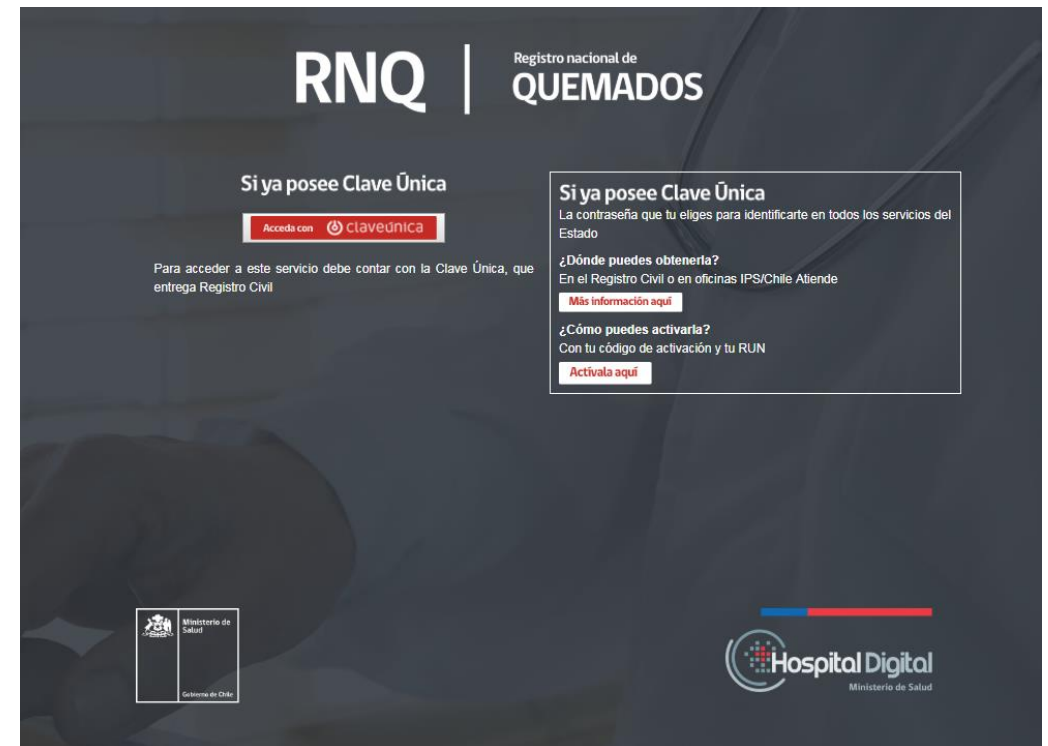 RNQ
Registro nacional de
QUEMADOS
Si ya posee Clave Única
Acceda con claveúnica
Para acceder a este servicio debe contar con la Clave Única, que
entrega Registro Civil
Si ya posee Clave Única
La contraseña que tu eliges para identificarte en todos los servicios del
Estado
¿Dónde puedes obtenerla?
En el Registro Civil o en oficinas IPS/Chile Atiende
Más información aquí
¿Cómo puedes activarla?
Con tu código de activación y tu RUN
Actívala aquí
Ministerio de
Salud
Gobierno de Chile
Hospital Digital
Ministerio de Salud